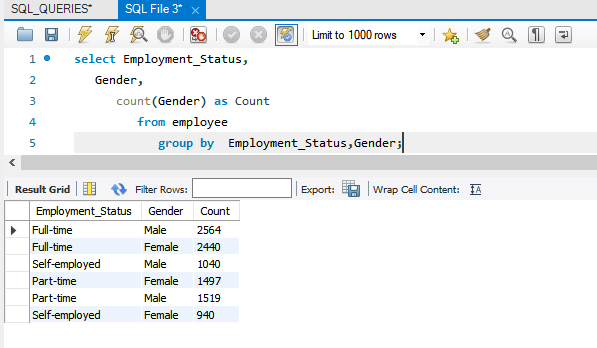 SQL_QUERIES* SQL File 3* ×
Limit to 1000 rows
1 select Employment_Status,
2 Gender,
3 count(Gender) as Count
4 from employee
5 group by Employment_Status,Gender;
Result Grid Filter Rows: Export: Wrap Cell Content: IA
Employment_Status Gender Count
Full-time Male 2564
Full-time Female 2440
Self-employed Male 1040
Part-time Female 1497
Part-time Male 1519
Self-employed Female 940